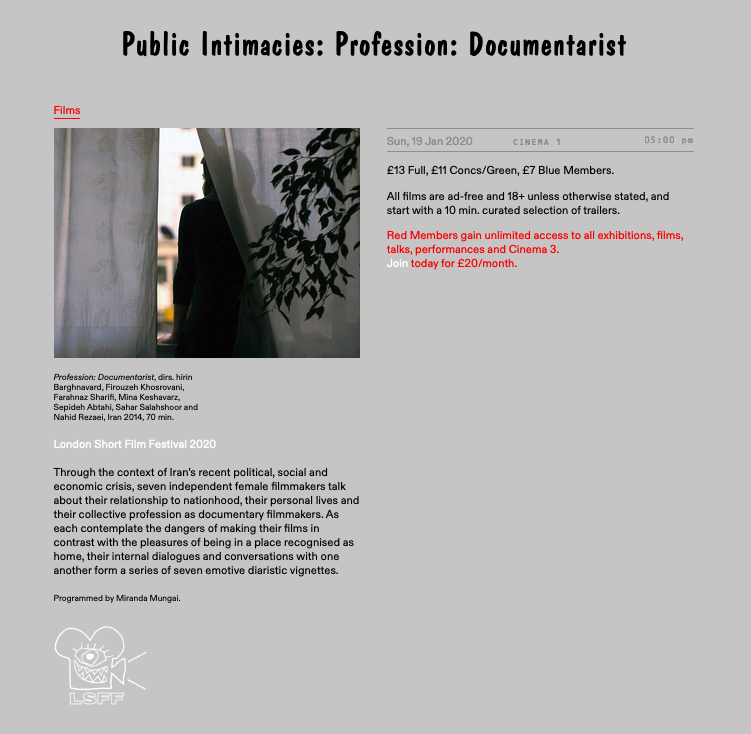 Public Intimacies: Profession: Documentarist
Films
Sun, 19 Jan 2020 CINEMA 1 05:00 pm
£13 Full, £11 Concs/Green, £7 Blue Members.
All films are ad-free and 18+ unless otherwise stated, and
start with a 10 min. curated selection of trailers.
Red Members gain unlimited access to all exhibitions, films,
talks, performances and Cinema 3.
Join today for £20/month.
Profession: Documentarist, dirs. hirin
Barghnavard, Firouzeh Khosrovani,
Farahnaz Sharifi, Mina Keshavarz,
Sepideh Abtahi, Sahar Salahshoor and
Nahid Rezaei, Iran 2014, 70 min.
London Short Film Festival 2020
Through the context of Iran's recent political, social and
economic crisis, seven independent female filmmakers talk
about their relationship to nationhood, their personal lives and
their collective profession as documentary filmmakers. As
each contemplate the dangers of making their films in
contrast with the pleasures of being in a place recognised as
home, their internal dialogues and conversations with one
another form a series of seven emotive diaristic vignettes.
Programmed by Miranda Mungai.
LSFF